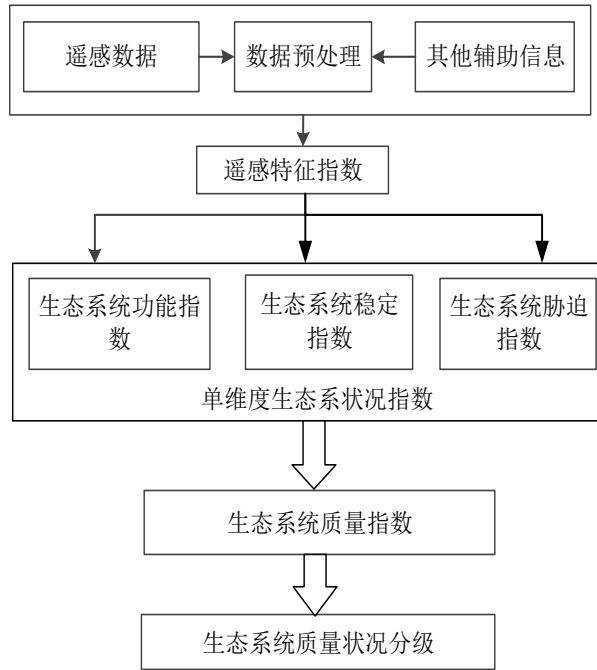 遥感数据
数据预处理
其他辅助信息
遥感特征指数
生态系统功能指
数
生态系统稳定
指数
生态系统胁迫
指数
单维度生态系状况指数
生态系统质量指数
生态系统质量状况分级